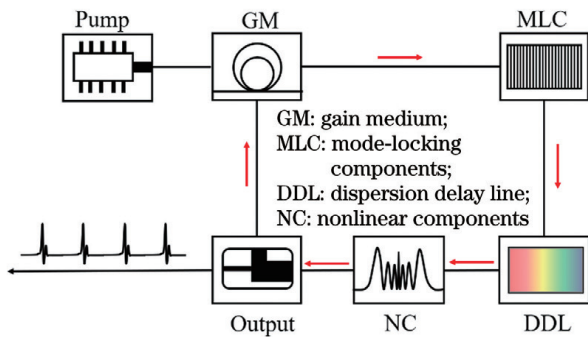 Pump
GM
MLC
GM: gain medium;
MLC: mode-locking
components;
DDL: dispersion delay line;
NC: nonlinear components
Output
NC
DDL